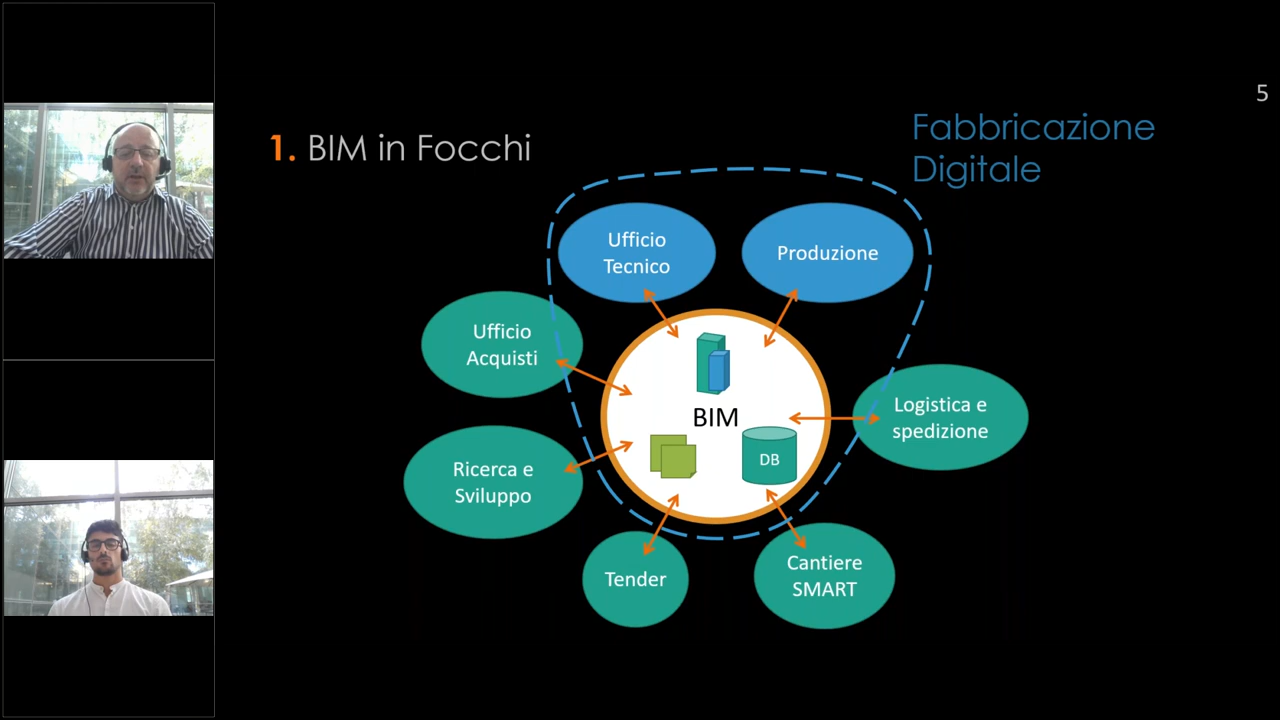 5
1. BIM in Focchi
Fabbricazione
Digitale
Ufficio
Tecnico
Produzione
Ufficio
Acquisti
BIM
Logistica e
spedizione
DB
Ricerca e
Sviluppo
Tender
Cantiere
SMART